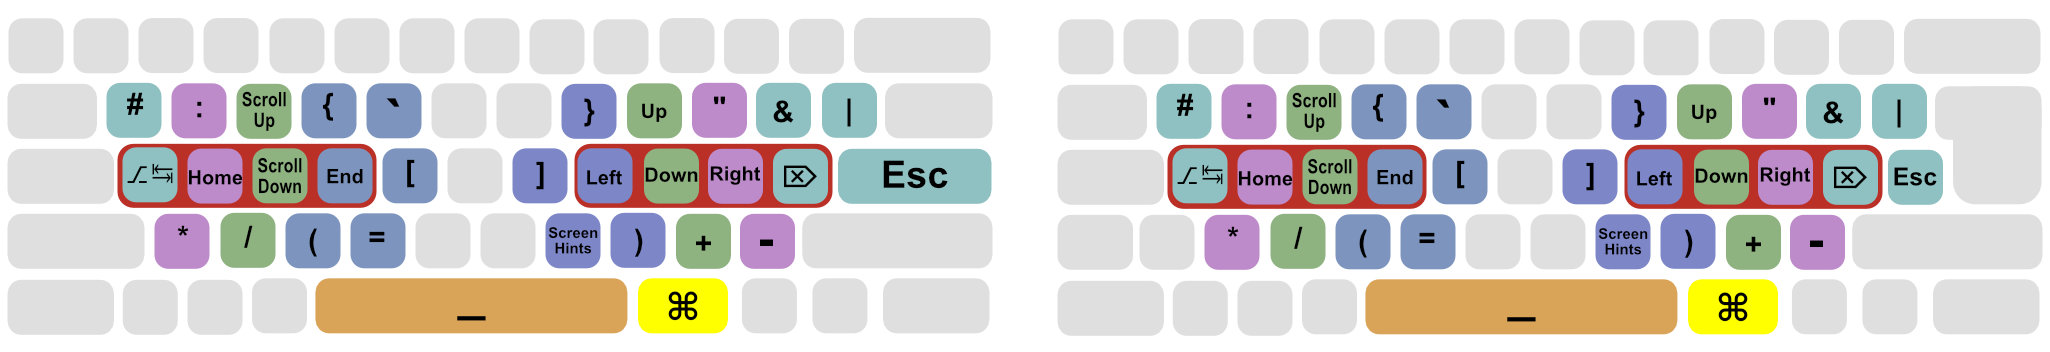 # : Scroll Up { ` } Up " & |
⌥ ↹ Home Scroll Down End [ ] Left Down Right ⌦ Esc
* / ( = Screen Hints ) + -
_ ⌘
# : Scroll Up { ` } Up " & |
⌥ ↹ Home Scroll Down End [ ] Left Down Right ⌦ Esc
* / ( = Screen Hints ) + -
_ ⌘